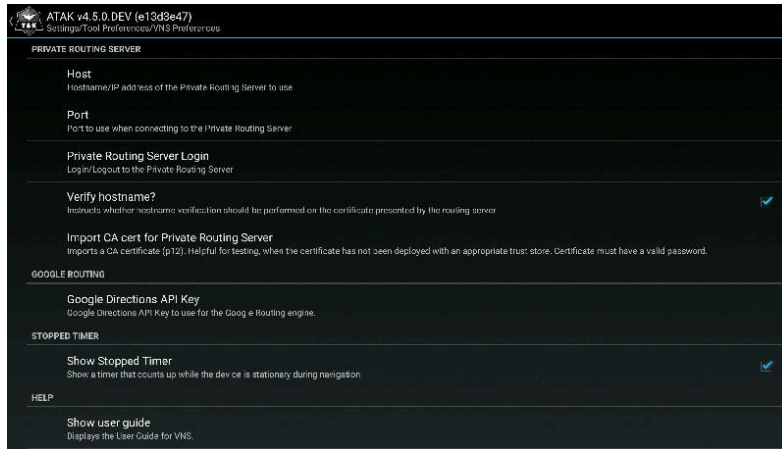 ATAK v4.5.0.DEV (e13d3e47)
Settings/Tool Preferences/VNS Preferences
PRIVATE ROUTING SERVER
Host
Hostname/IP address of the Private Routing Server to use
Port
Port to use when connecting to the Private Routing Server
Private Routing Server Login
Login/Logout to the Private Routing Server
Verify hostname?
Instructs whether hostname verification should be performed on the certificate presented by the routing server
Import CA cert for Private Routing Server
Imports a CA certificate (p12). Helpful for testing, when the certificate has not been deployed with an appropriate trust store. Certificate must have a valid password.
GOOGLE ROUTING
Google Directions API Key
Google Directions API Key to use for the Google Routing engine.
STOPPED TIMER
Show Stopped Timer
Show a timer that counts up while the device is stationary during navigation
HELP
Show user guide
Displays the User Guide for VNS.